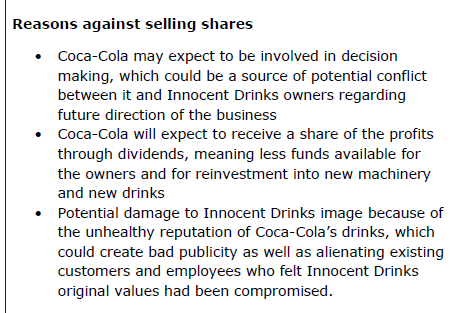 Reasons against selling shares
• Coca-Cola may expect to be involved in decision
making, which could be a source of potential conflict
between it and Innocent Drinks owners regarding
future direction of the business
• Coca-Cola will expect to receive a share of the profits
through dividends, meaning less funds available for
the owners and for reinvestment into new machinery
and new drinks
• Potential damage to Innocent Drinks image because of
the unhealthy reputation of Coca-Cola's drinks, which
could create bad publicity as well as alienating existing
customers and employees who felt Innocent Drinks
original values had been compromised.